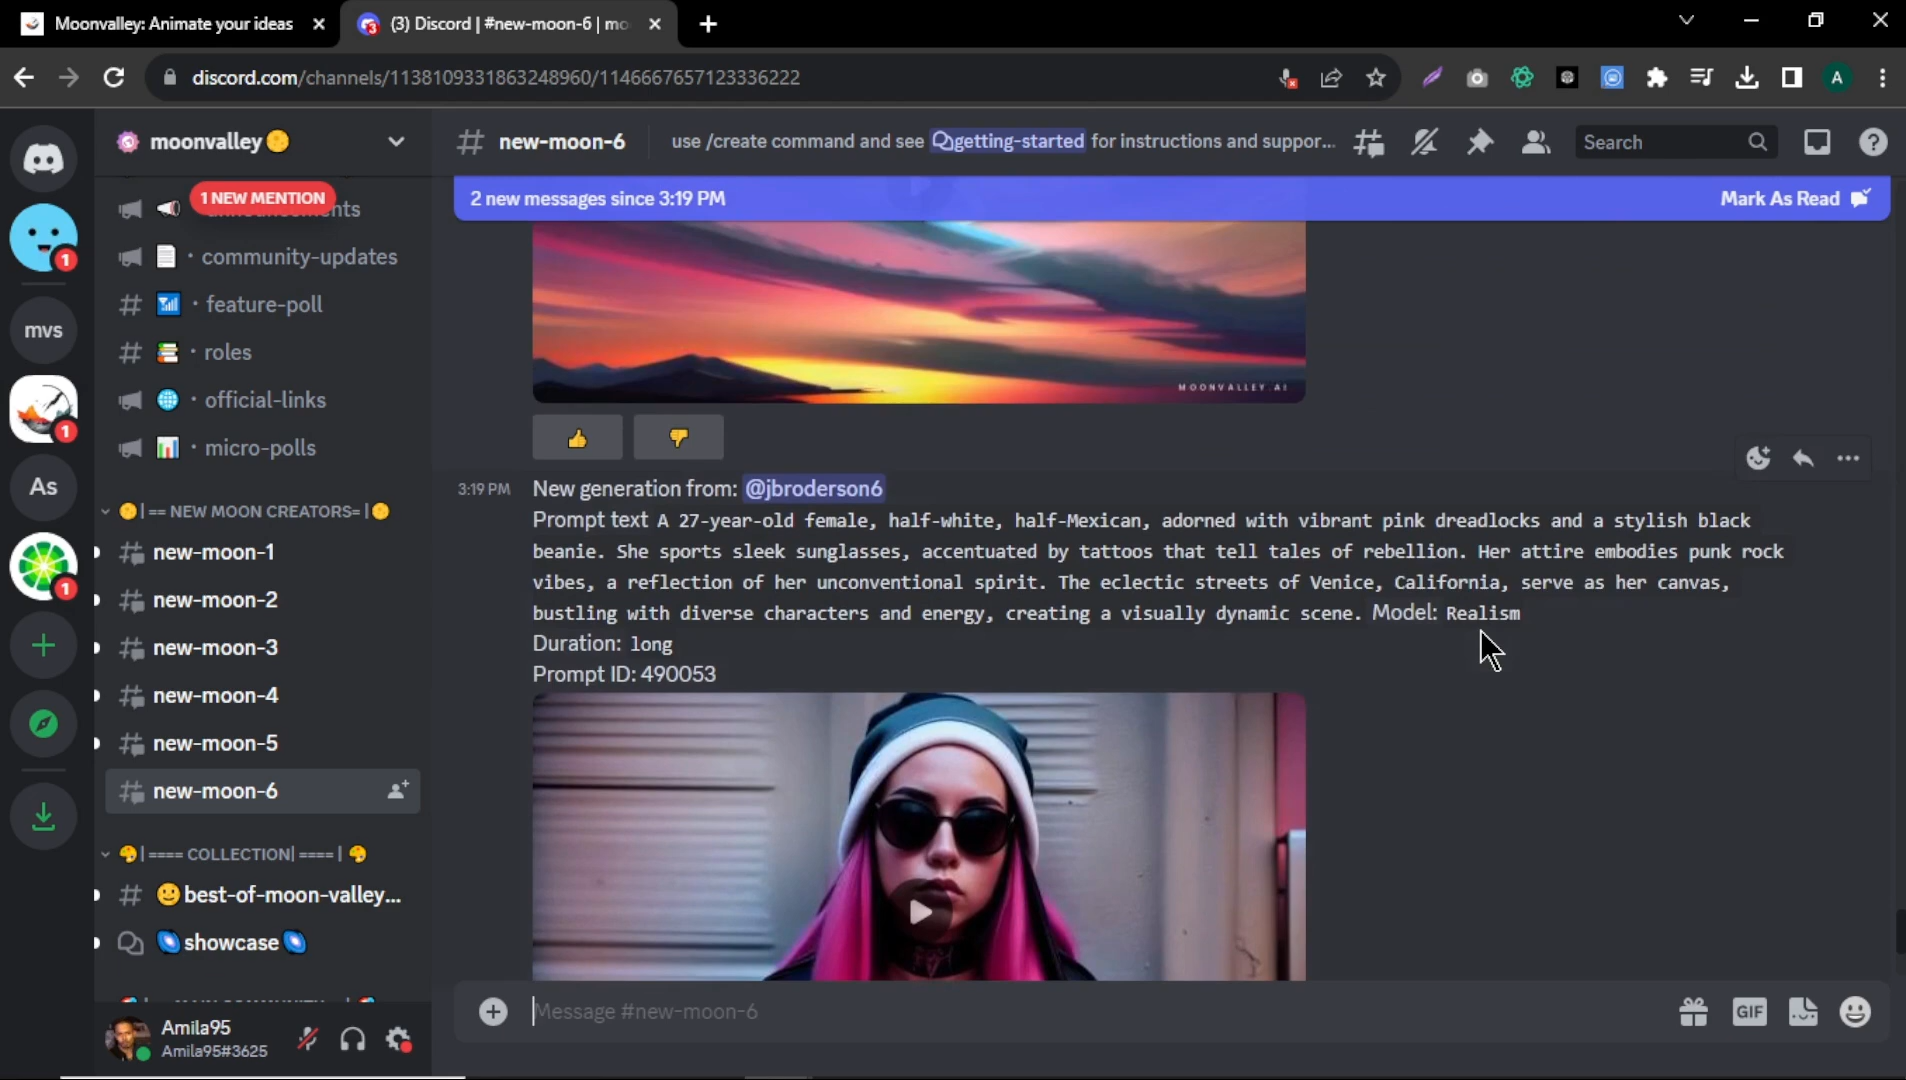 Moonvalley: Animate your ideas
(3) Discord | #new-moon-6 | mo
discord.com/channels/1138109331863248960/1146667657123336222
A
moonvalley
# new-moon-6
use /create command and see getting-started for instructions and suppor...
Search
1 NEW MENTION
2 new messages since 3:19 PM
Mark As Read
community-updates
feature-poll
roles
official-links
micro-polls
| == NEW MOON CREATORS= |
new-moon-1
new-moon-2
new-moon-3
new-moon-4
new-moon-5
new-moon-6
| ==== COLLECTION| ==== |
best-of-moon-valley...
showcase
mvs
As
1
1
1
Amila95
Amila95#3625
MOONVALLEY.AI
3:19 PM New generation from: @jbroderson6
Prompt text A 27-year-old female, half-white, half-Mexican, adorned with vibrant pink dreadlocks and a stylish black
beanie. She sports sleek sunglasses, accentuated by tattoos that tell tales of rebellion. Her attire embodies punk rock
vibes, a reflection of her unconventional spirit. The eclectic streets of Venice, California, serve as her canvas,
bustling with diverse characters and energy, creating a visually dynamic scene. Model: Realism
Duration: long
Prompt ID: 490053
Message #new-moon-6
GIF